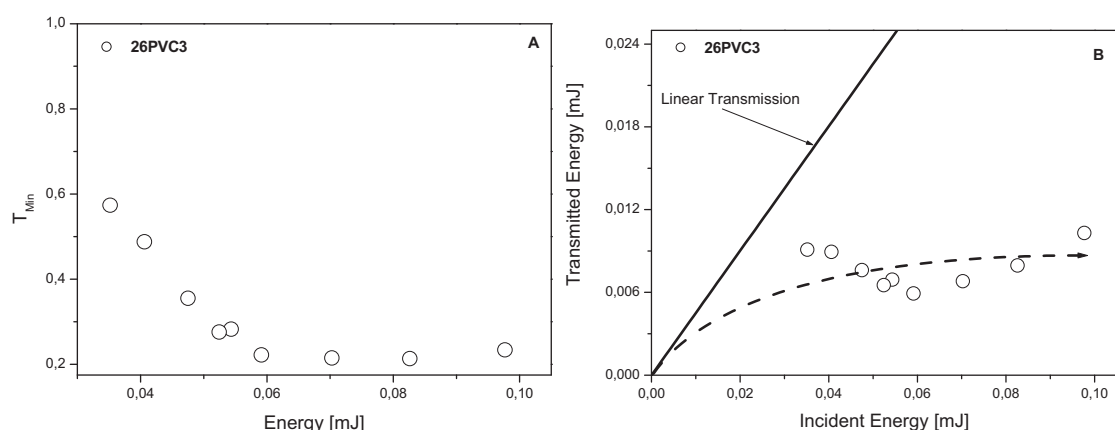 26PVC3
A
1,0
0,8
0,6
0,4
0,2
0,04
0,06
0,08
0,10
T Min
Energy [mJ]
26PVC3
B
Linear Transmission
0,024
0,018
0,012
0,006
0,000
0,00
0,02
0,04
0,06
0,08
0,10
Transmitted Energy [mJ]
Incident Energy [mJ]